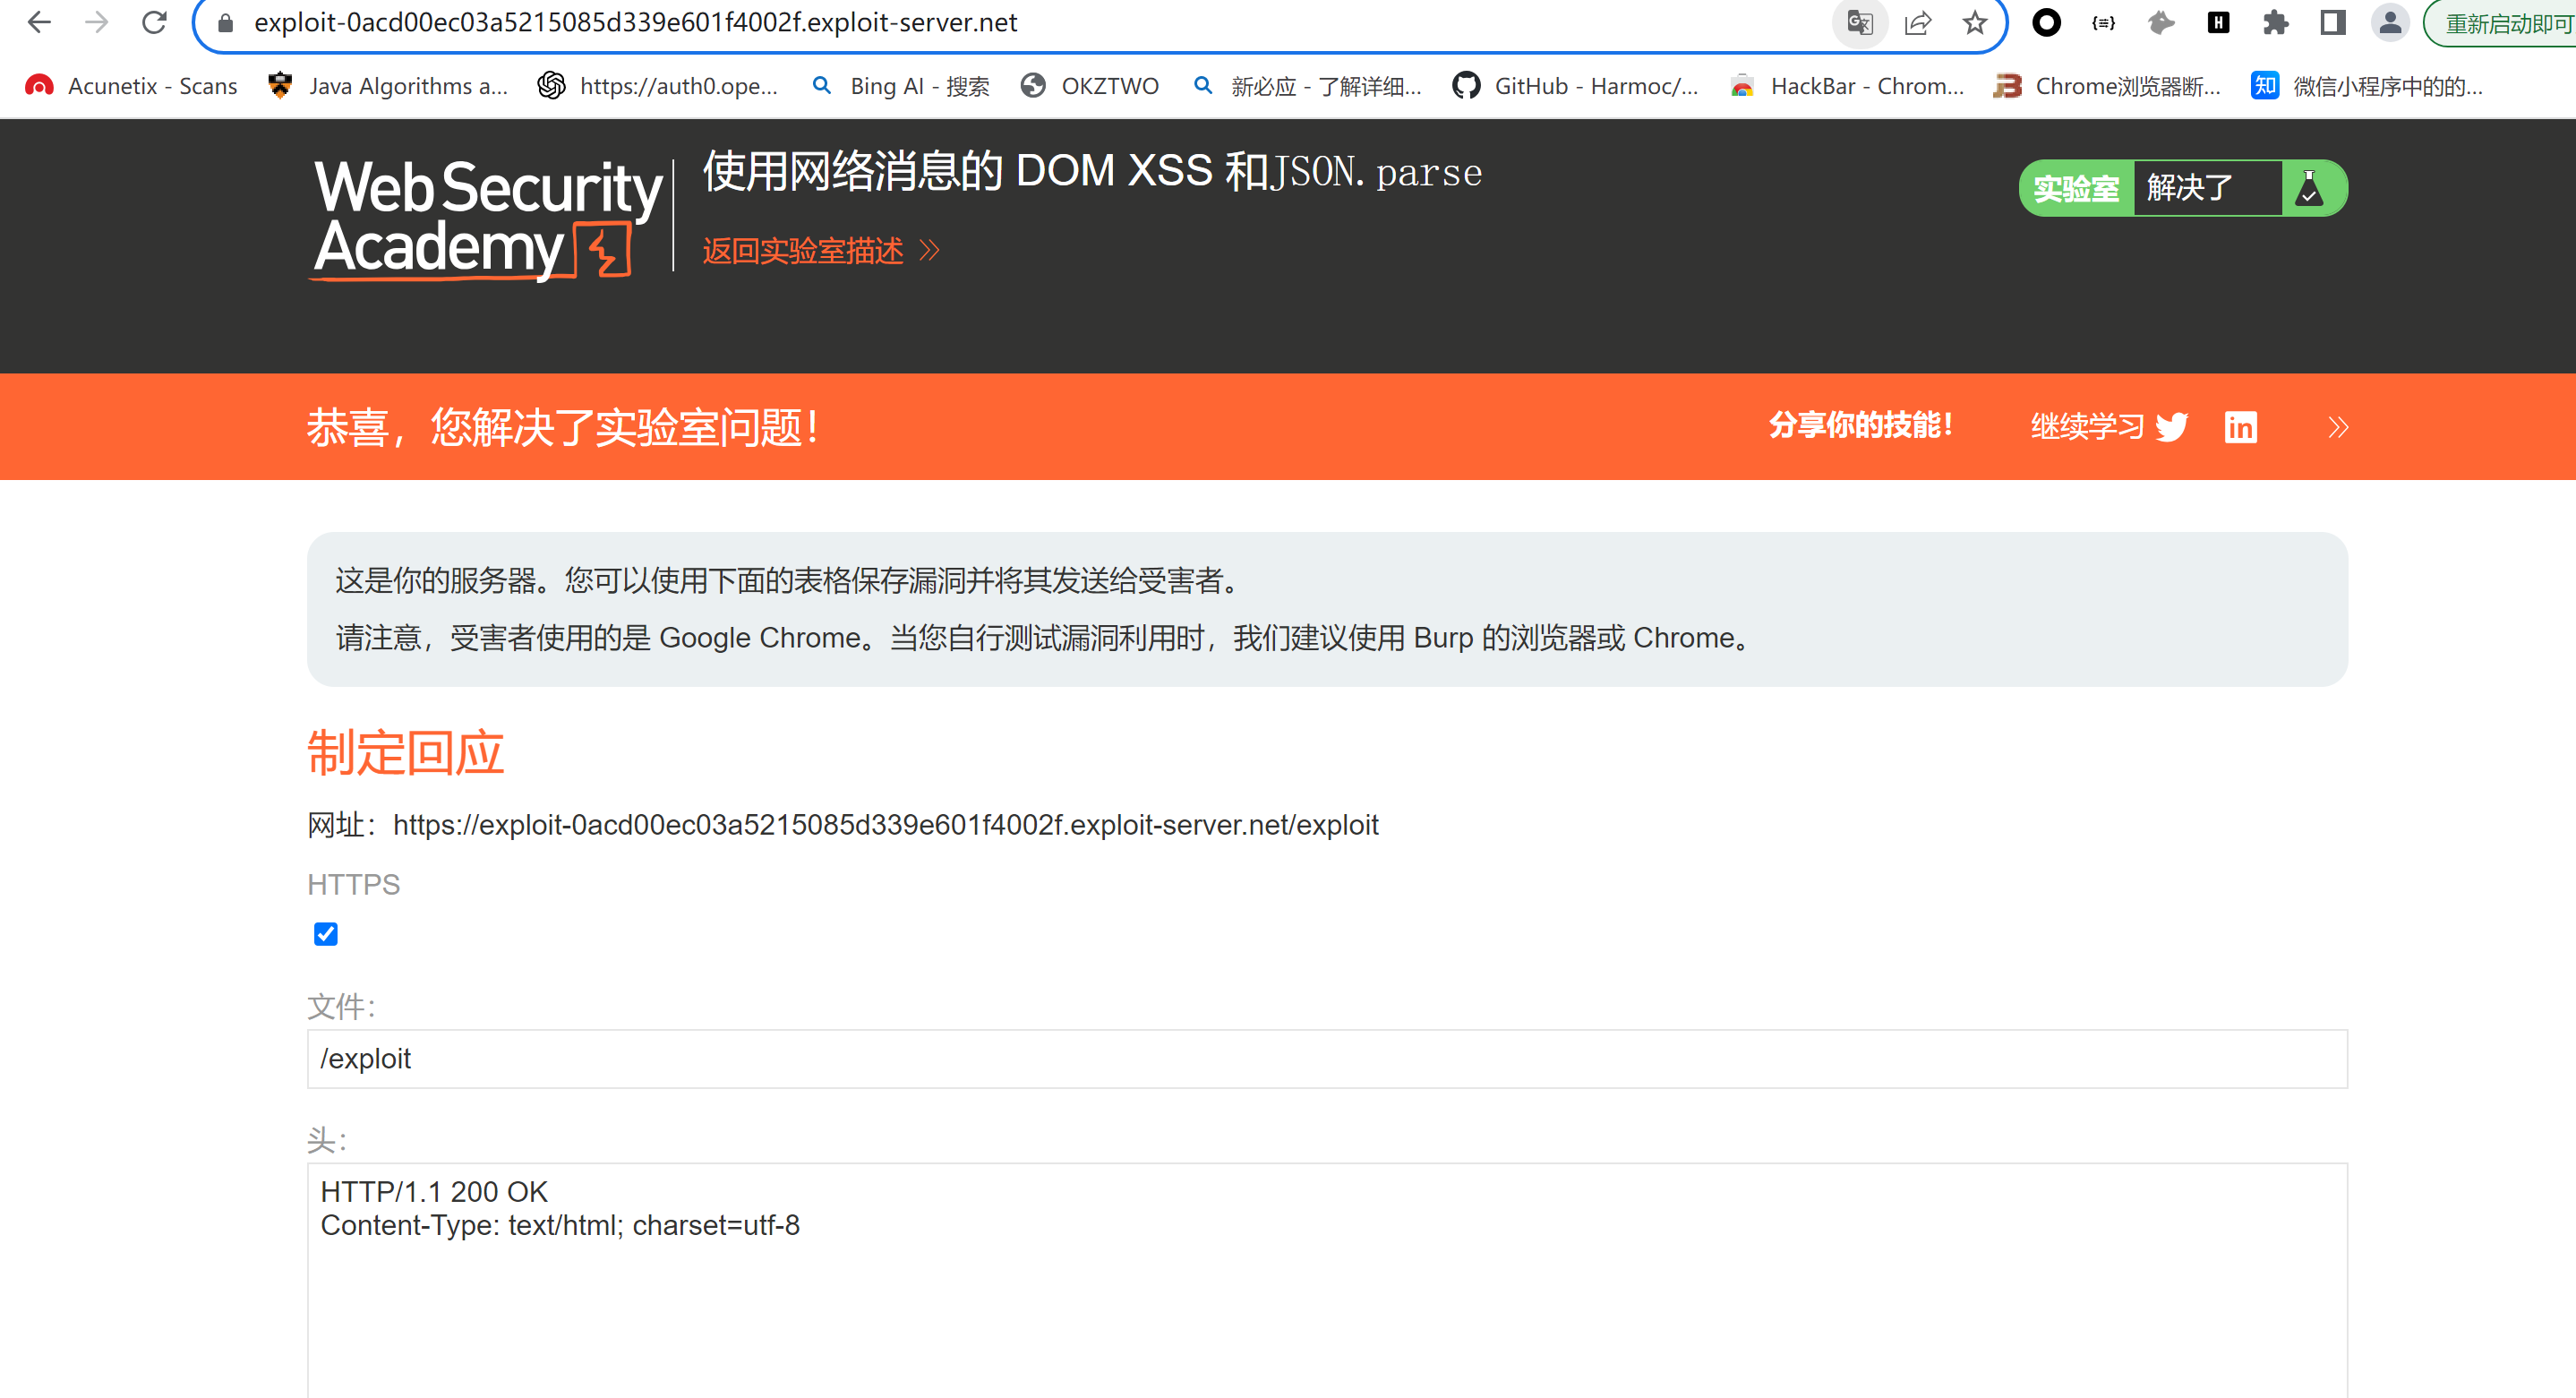 exploit-0acd00ec03a5215085d339e601f4002f.exploit-server.net
重新启动即可
Acunetix - Scans
Java Algorithms a...
https://auth0.ope...
Bing AI - 搜索
OKZTWO
新必应 - 了解详细...
GitHub - Harmoc/...
HackBar - Chrom...
Chrome浏览器断...
知
微信小程序中的的...
Web Security
Academy
使用网络消息的 DOM XSS 和JSON.parse
返回实验室描述
实验室 解决了
恭喜，您解决了实验室问题！
分享你的技能！
继续学习
in
这是你的服务器。您可以使用下面的表格保存漏洞并将其发送给受害者。
请注意，受害者使用的是 Google Chrome。当您自行测试漏洞利用时，我们建议使用 Burp 的浏览器或 Chrome。
制定回应
网址：https://exploit-0acd00ec03a5215085d339e601f4002f.exploit-server.net/exploit
HTTPS
文件：
/exploit
头：
HTTP/1.1 200 OK
Content-Type: text/html; charset=utf-8